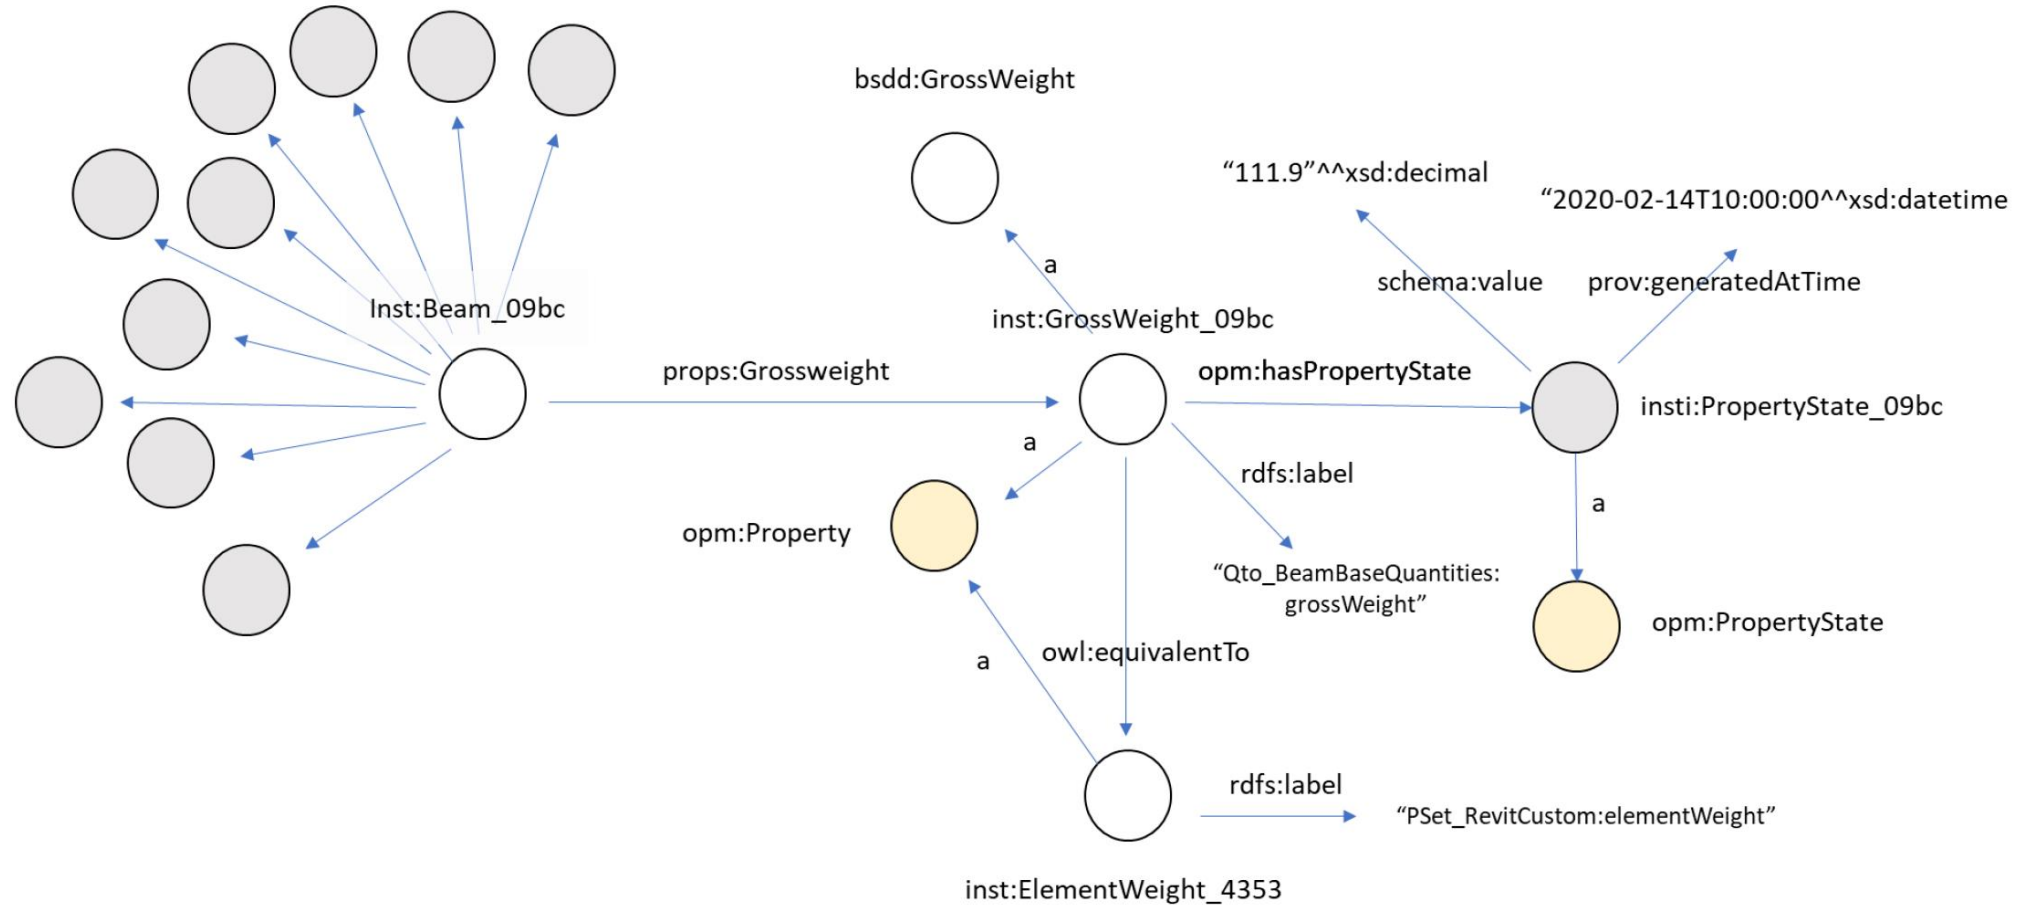 bsdd:GrossWeight
“111.9”^^xsd:decimal
“2020-02-14T10:00:00^^xsd:datetime
a
schema:value
prov:generatedAtTime
Inst:Beam_09bc
inst:GrossWeight_09bc
props:Grossweight
opm:hasPropertyState
insti:PropertyState_09bc
a
rdfs:label
a
opm:Property
“Qto_BeamBaseQuantities:
grossWeight”
opm:PropertyState
owl:equivalentTo
a
rdfs:label
“PSet_RevitCustom:elementWeight”
inst:ElementWeight_4353